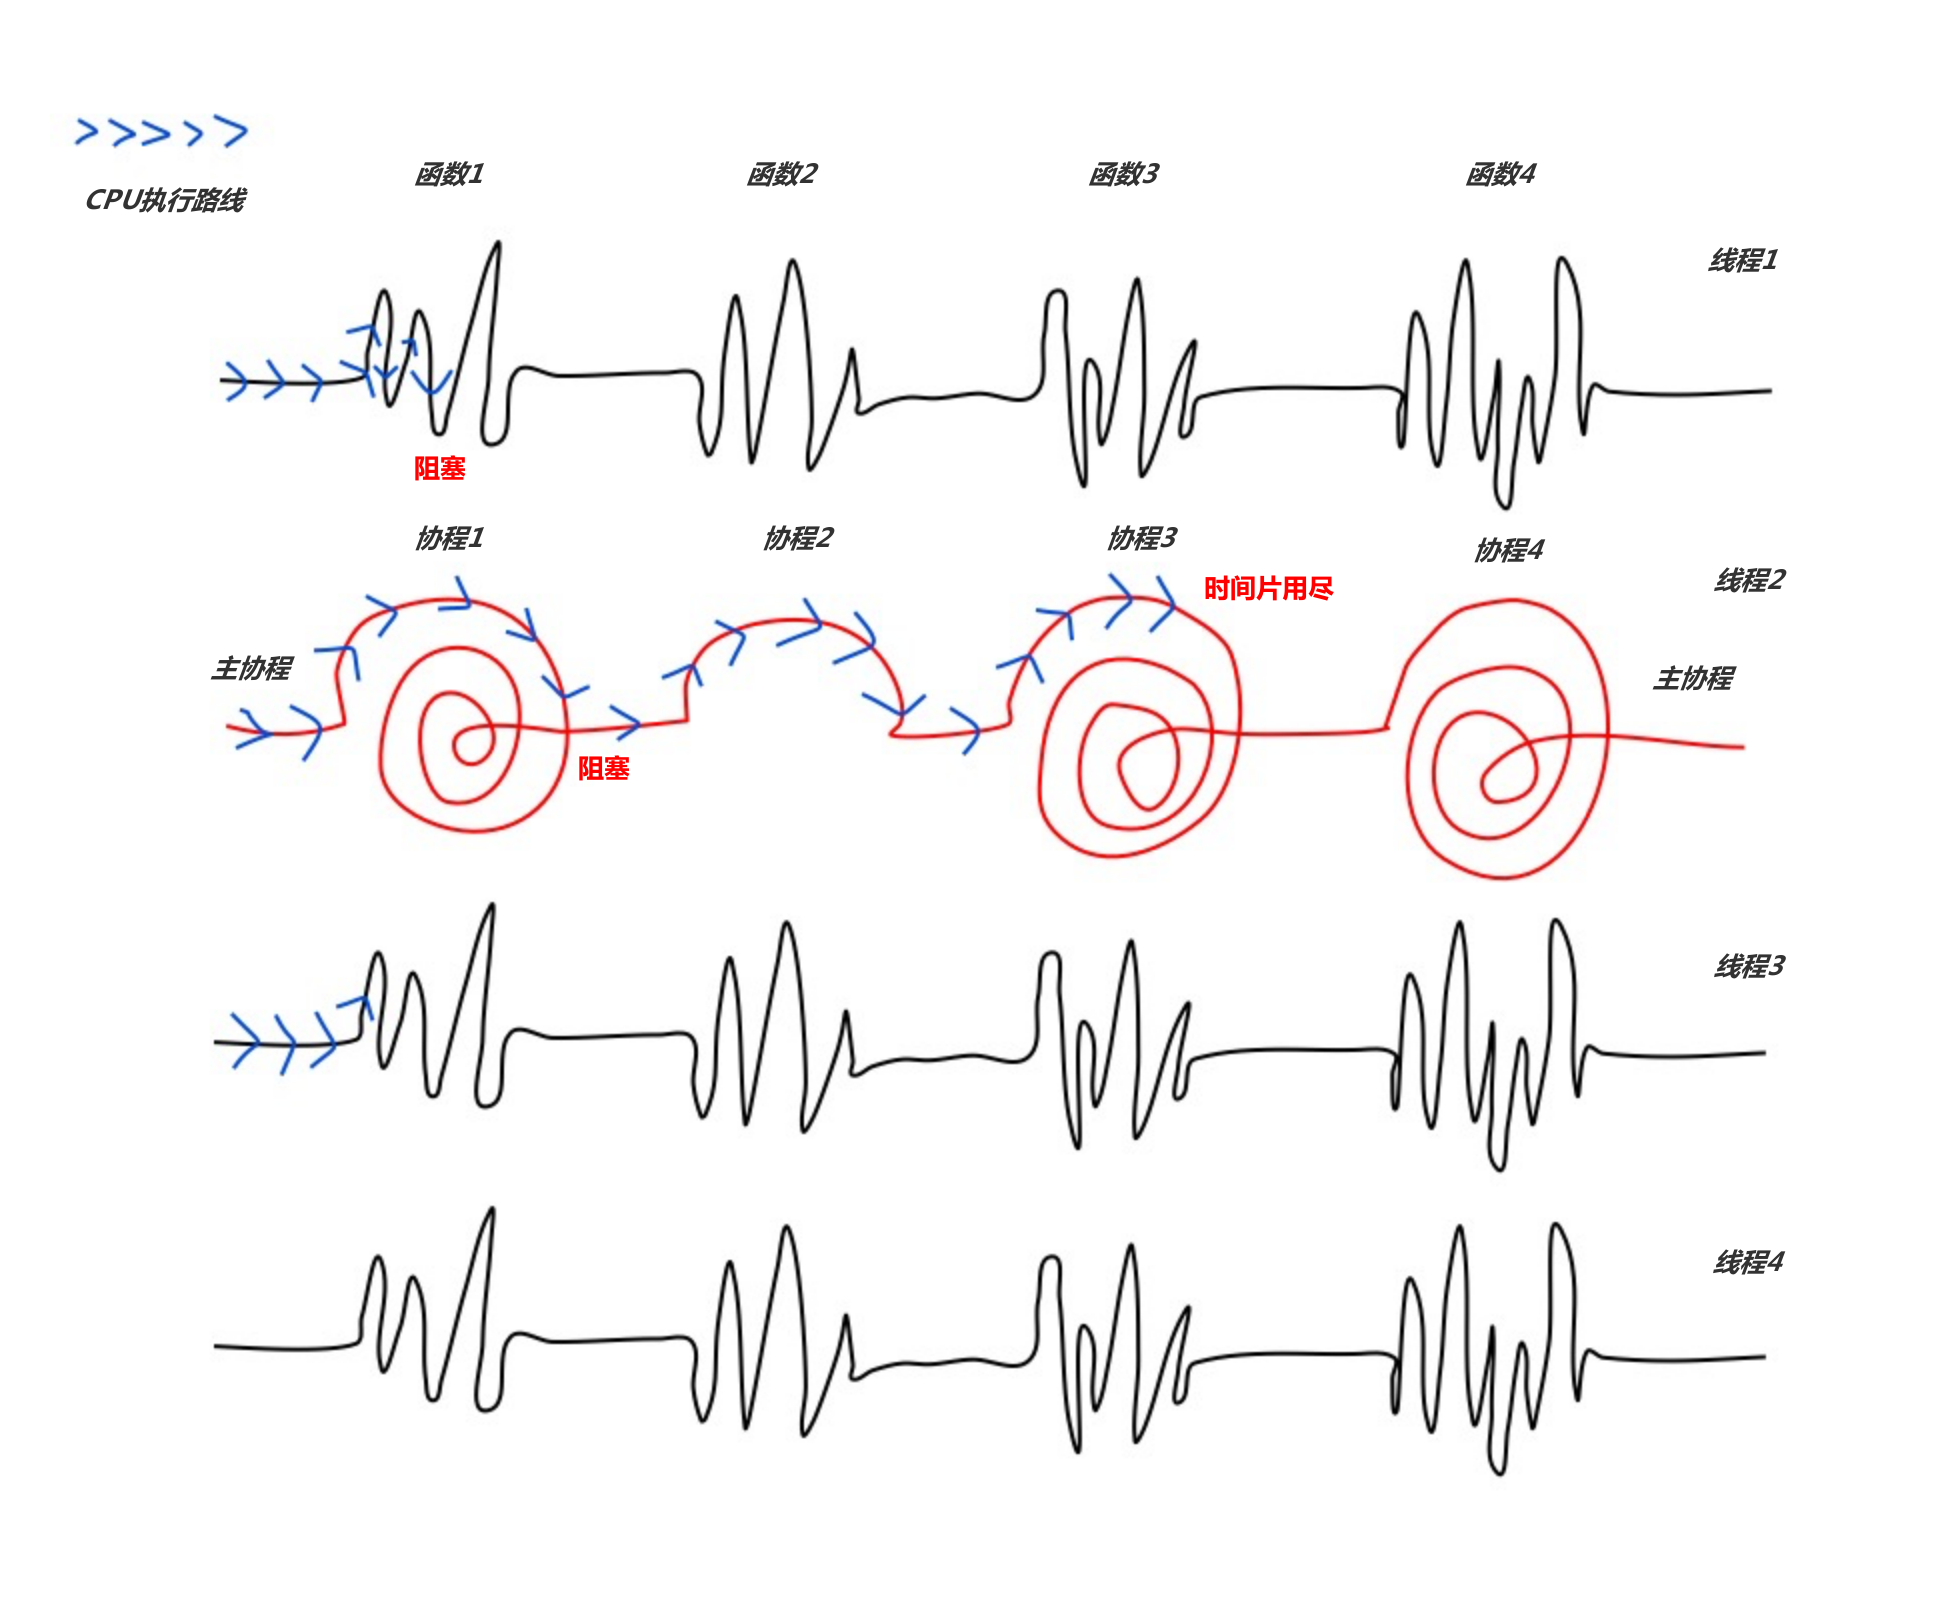 CPU执行路线
函数1
函数2
函数3
函数4
线程1
阻塞
协程1
协程2
协程3
协程4
线程2
时间片用尽
主协程
主协程
阻塞
线程3
线程4